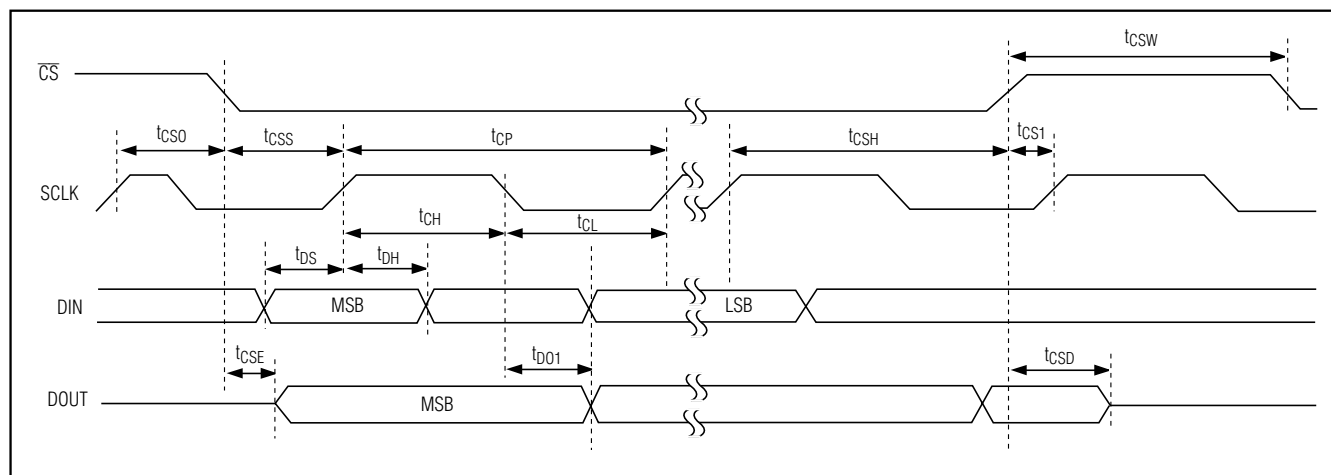 tCSW
CS
tCSO tCSS tCP tCSH tCS1
SCLK
tCH tCL
tDS tDH
DIN MSB LSB
tCSE tDO1 tCSD
DOUT MSB